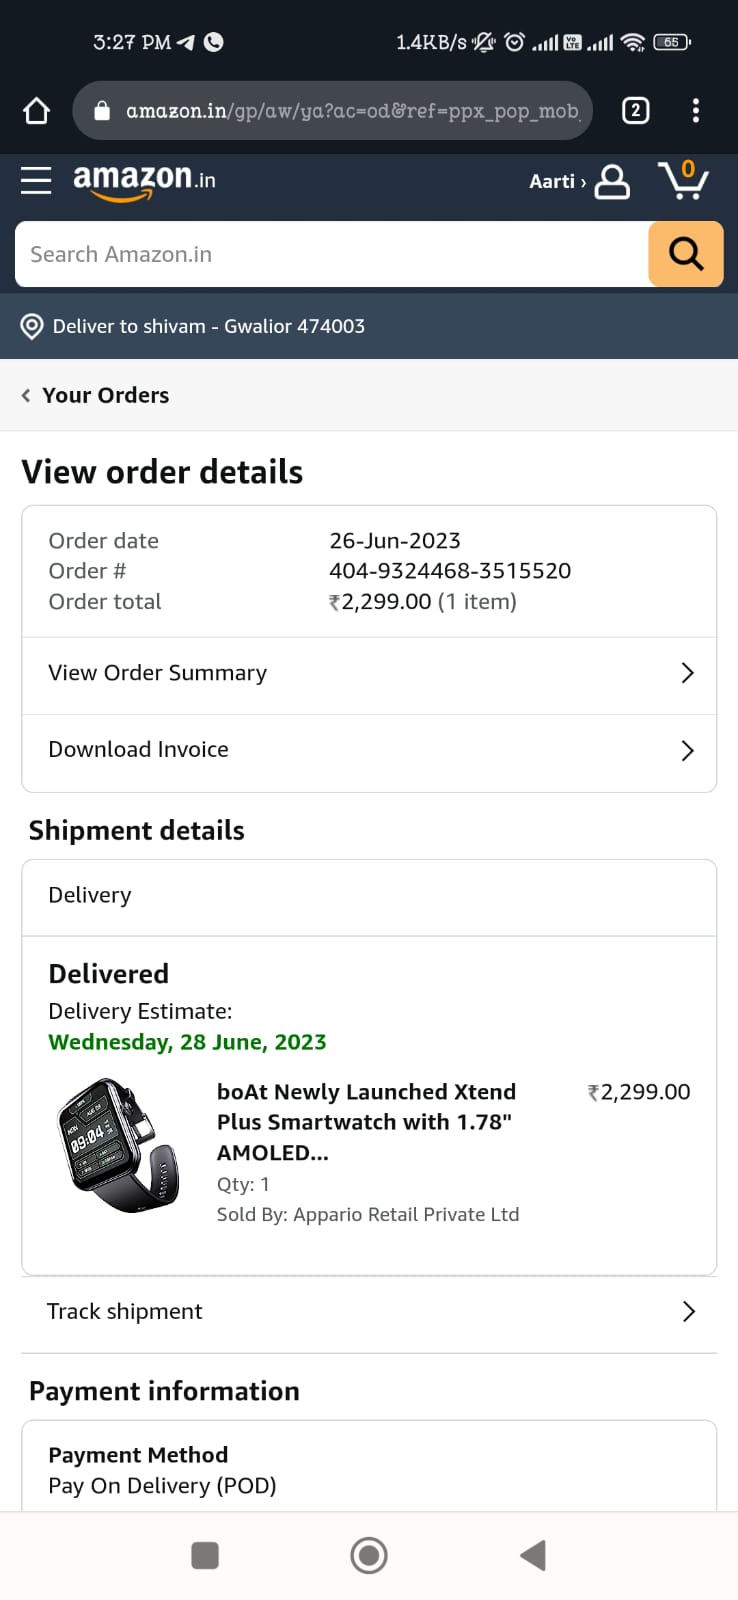 3:27 PM
1.4KB/s
65
amazon.in/gp/aw/ya?ac=od&ref=ppx_pop_mob
2
amazon.in
Aarti ›
0
Search Amazon.in
Deliver to shivam - Gwalior 474003
Your Orders
View order details
Order date 26-Jun-2023
Order # 404-9324468-3515520
Order total ₹2,299.00 (1 item)
View Order Summary
Download Invoice
Shipment details
Delivery
Delivered
Delivery Estimate:
Wednesday, 28 June, 2023
09:04
boAt Newly Launched Xtend ₹2,299.00
Plus Smartwatch with 1.78"
AMOLED...
Qty: 1
Sold By: Appario Retail Private Ltd
Track shipment
Payment information
Payment Method
Pay On Delivery (POD)